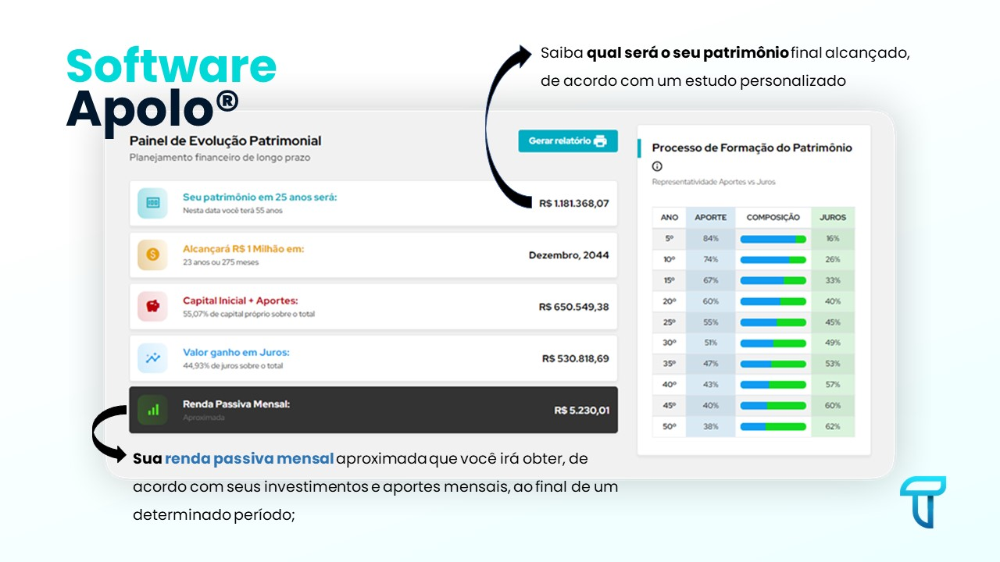 Software
Apolo®
Saiba qual será o seu patrimônio final alcançado,
de acordo com um estudo personalizado
Painel de Evolução Patrimonial
Planejamento financeiro de longo prazo
Gerar relatório
Seu patrimônio em 25 anos será:
Nesta data você terá 55 anos
R$ 1.181.368,07
Alcançará R$ 1 Milhão em:
23 anos ou 275 meses
Dezembro, 2044
Capital Inicial + Aportes:
55,07% de capital próprio sobre o total
R$ 650.549,38
Valor ganho em Juros:
44,93% de juros sobre o total
R$ 530.818,69
Renda Passiva Mensal:
Aproximada
R$ 5.230,01
Sua renda passiva mensal aproximada que você irá obter, de
acordo com seus investimentos e aportes mensais, ao final de um
determinado período;
Processo de Formação do Patrimônio
Representatividade Aportes vs Juros
ANO APORTE COMPOSIÇÃO JUROS
5º 84% 16%
10º 74% 26%
15º 67% 33%
20º 60% 40%
25º 55% 45%
30º 51% 49%
35º 47% 53%
40º 43% 57%
45º 40% 60%
50º 38% 62%